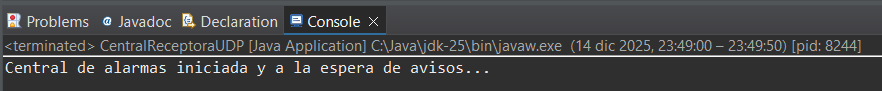 Problems @ Javadoc Declaration Console
<terminated> CentralReceptoraUDP [Java Application] C:\Java\jdk-25\bin\javaw.exe (14 dic 2025, 23:49:00 – 23:49:50) [pid: 8244]
Central de alarmas iniciada y a la espera de avisos...